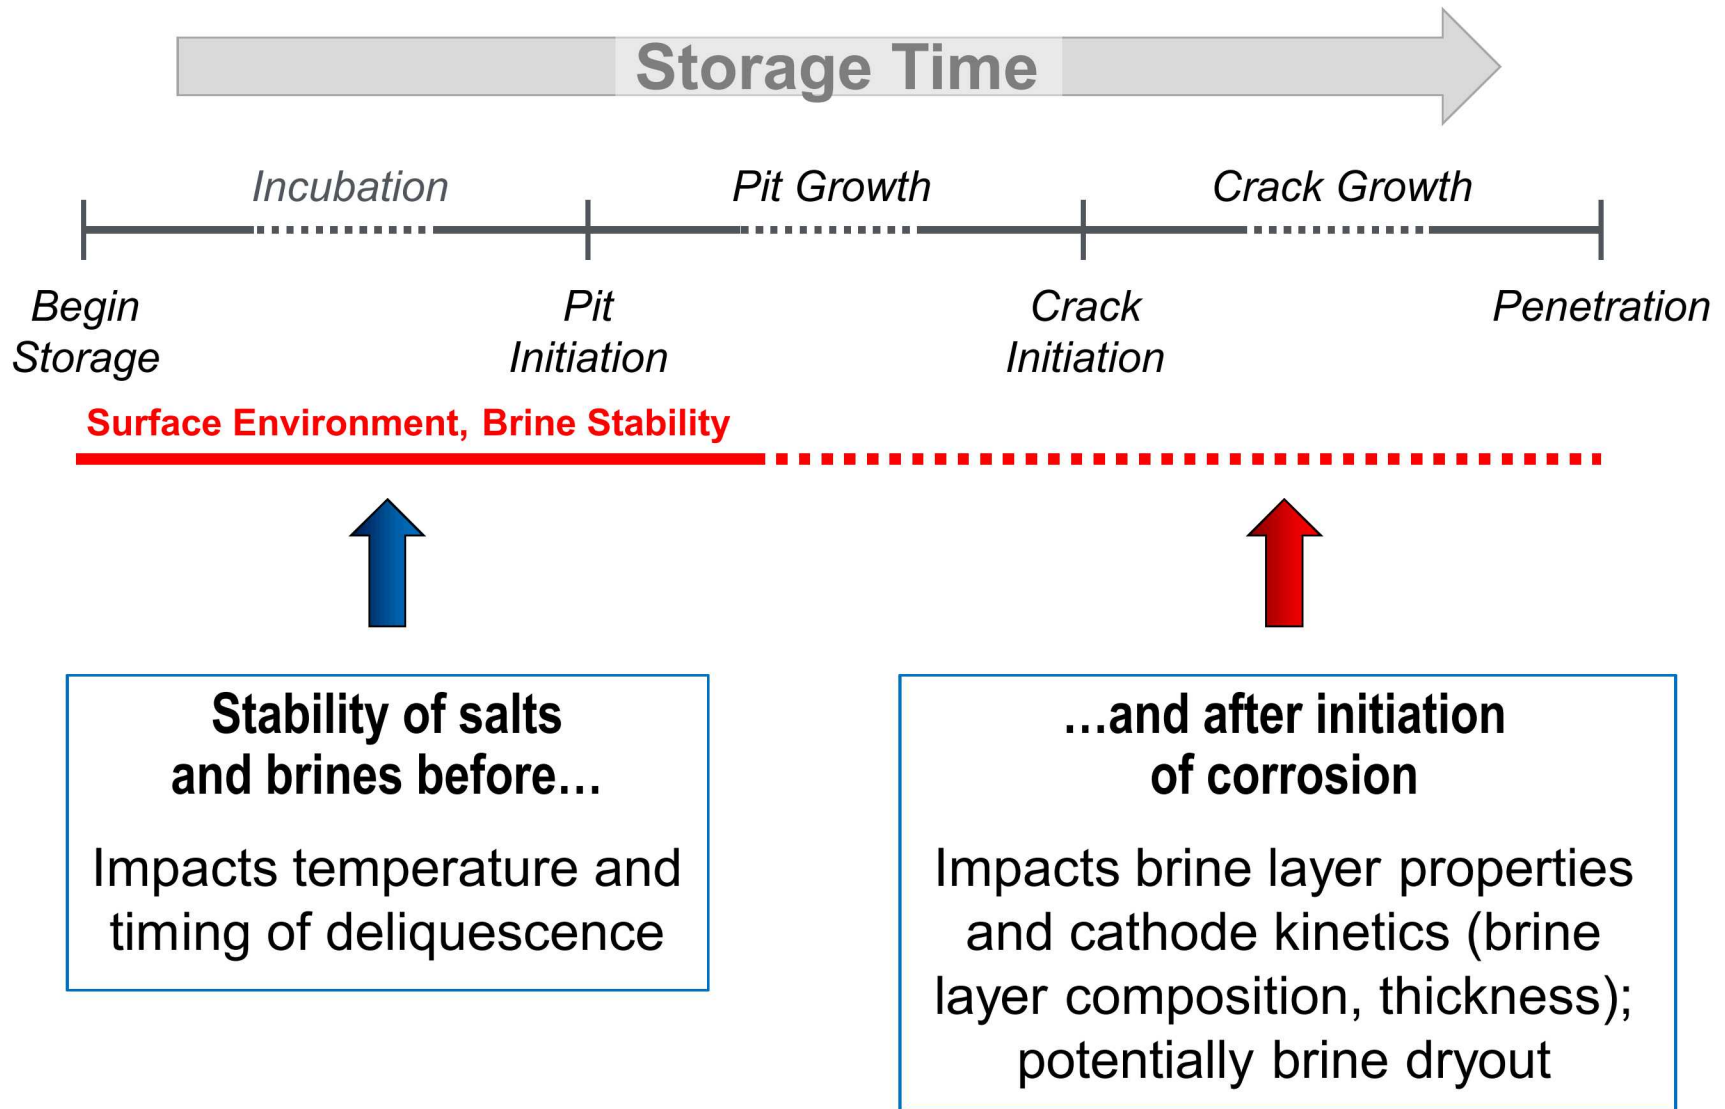 Storage Time
Incubation
Pit Growth
Crack Growth
Begin
Storage
Pit
Initiation
Crack
Initiation
Penetration
Surface Environment, Brine Stability
Stability of salts
and brines before…
Impacts temperature and
timing of deliquescence
…and after initiation
of corrosion
Impacts brine layer properties
and cathode kinetics (brine
layer composition, thickness);
potentially brine dryout